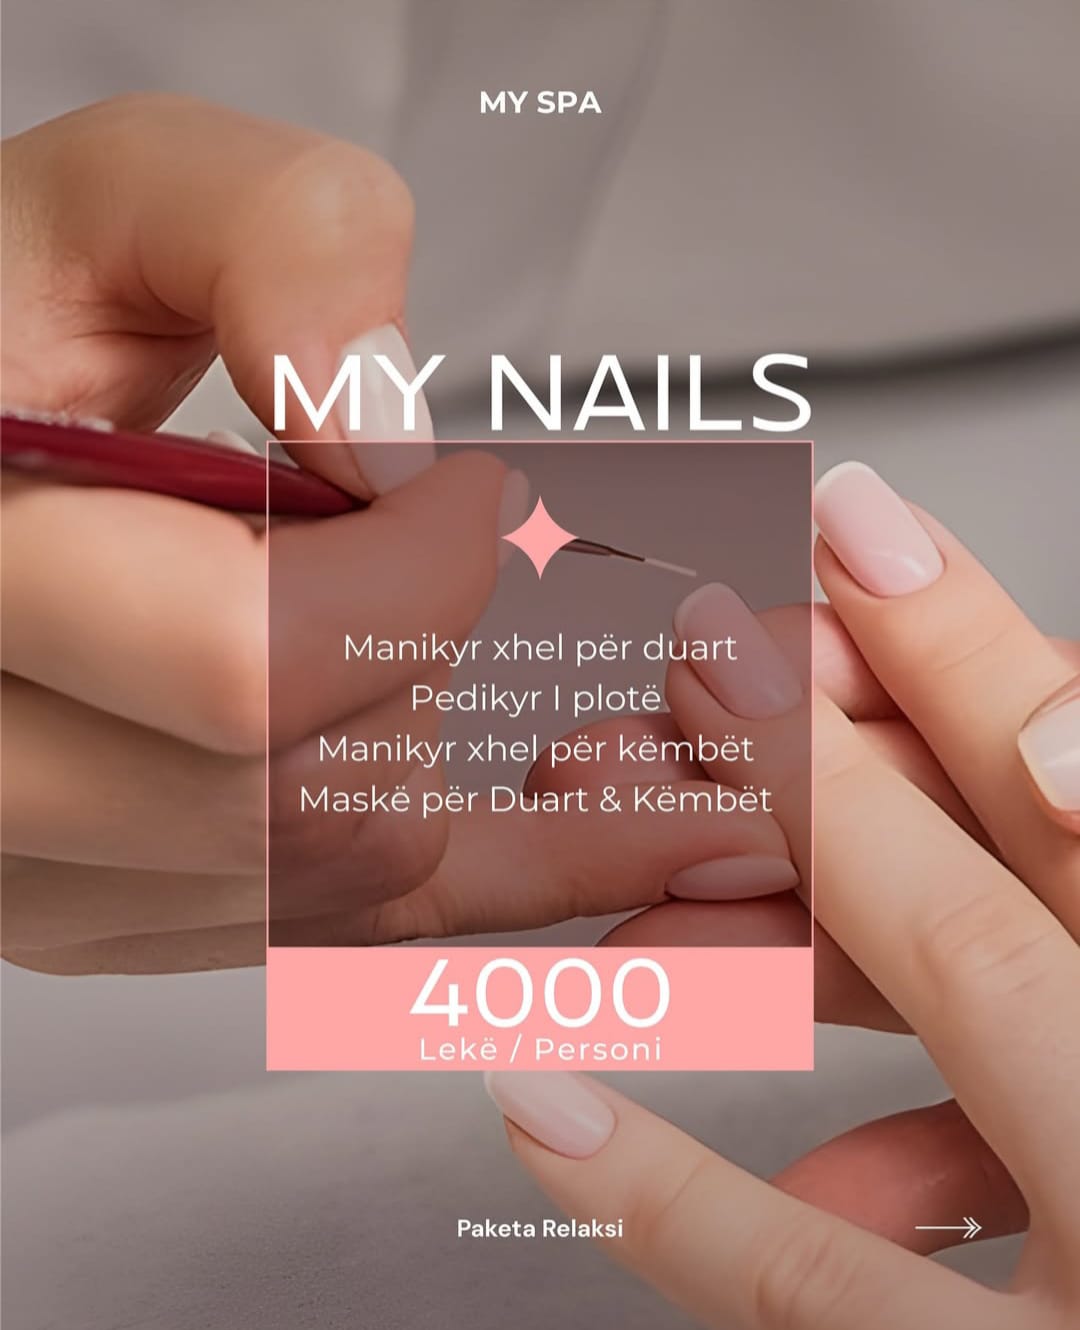 MY SPA
MY NAILS
Manikyr xhel për duart
Pedikyr I plotë
Manikyr xhel për këmbët
Maskë për Duart & Këmbët
4000
Lekë / Personi
Paketa Relaksi